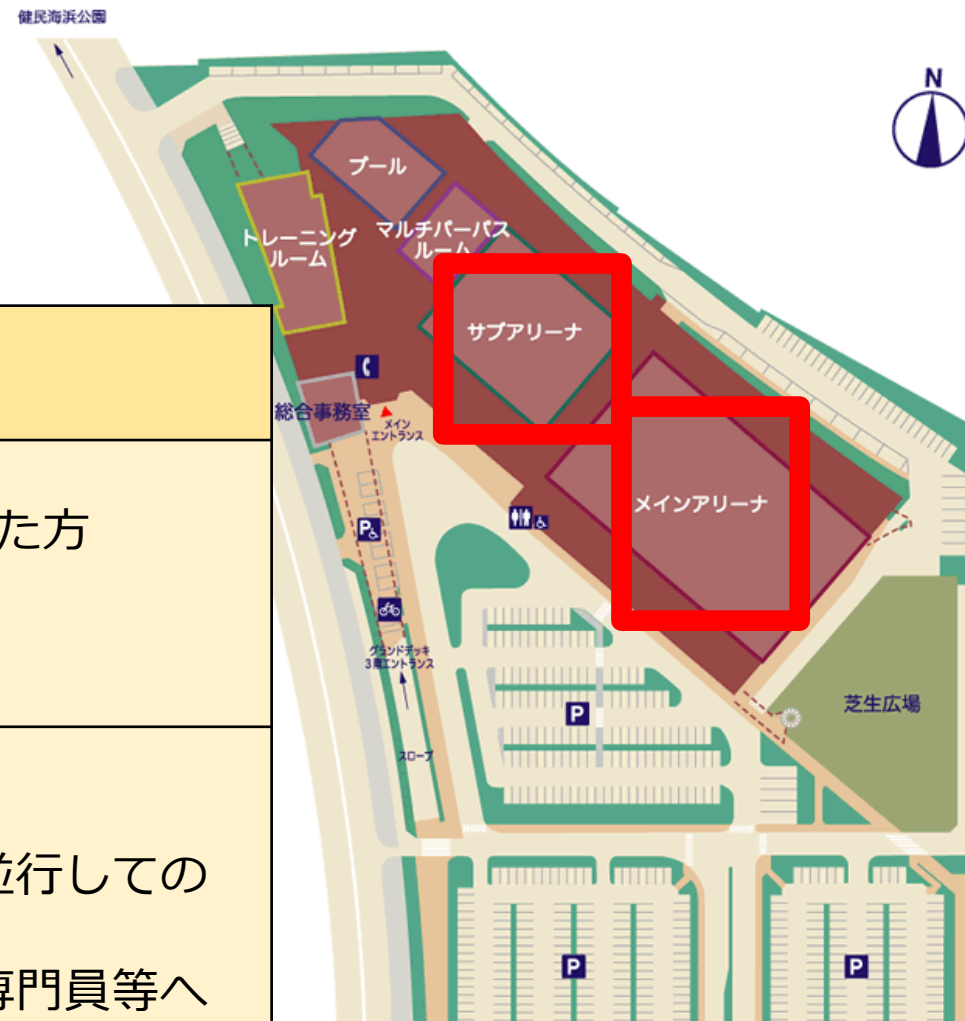 健民海浜公園
N
プール
トレーニング
ルーム
マルチパーパス
ルーム
サブアリーナ
総合事務室
メイン
エントランス
メインアリーナ
た方
P
グランドデッキ
3階エントランス
芝生広場
P
スロープ
並行しての
専門員等へ
P
P